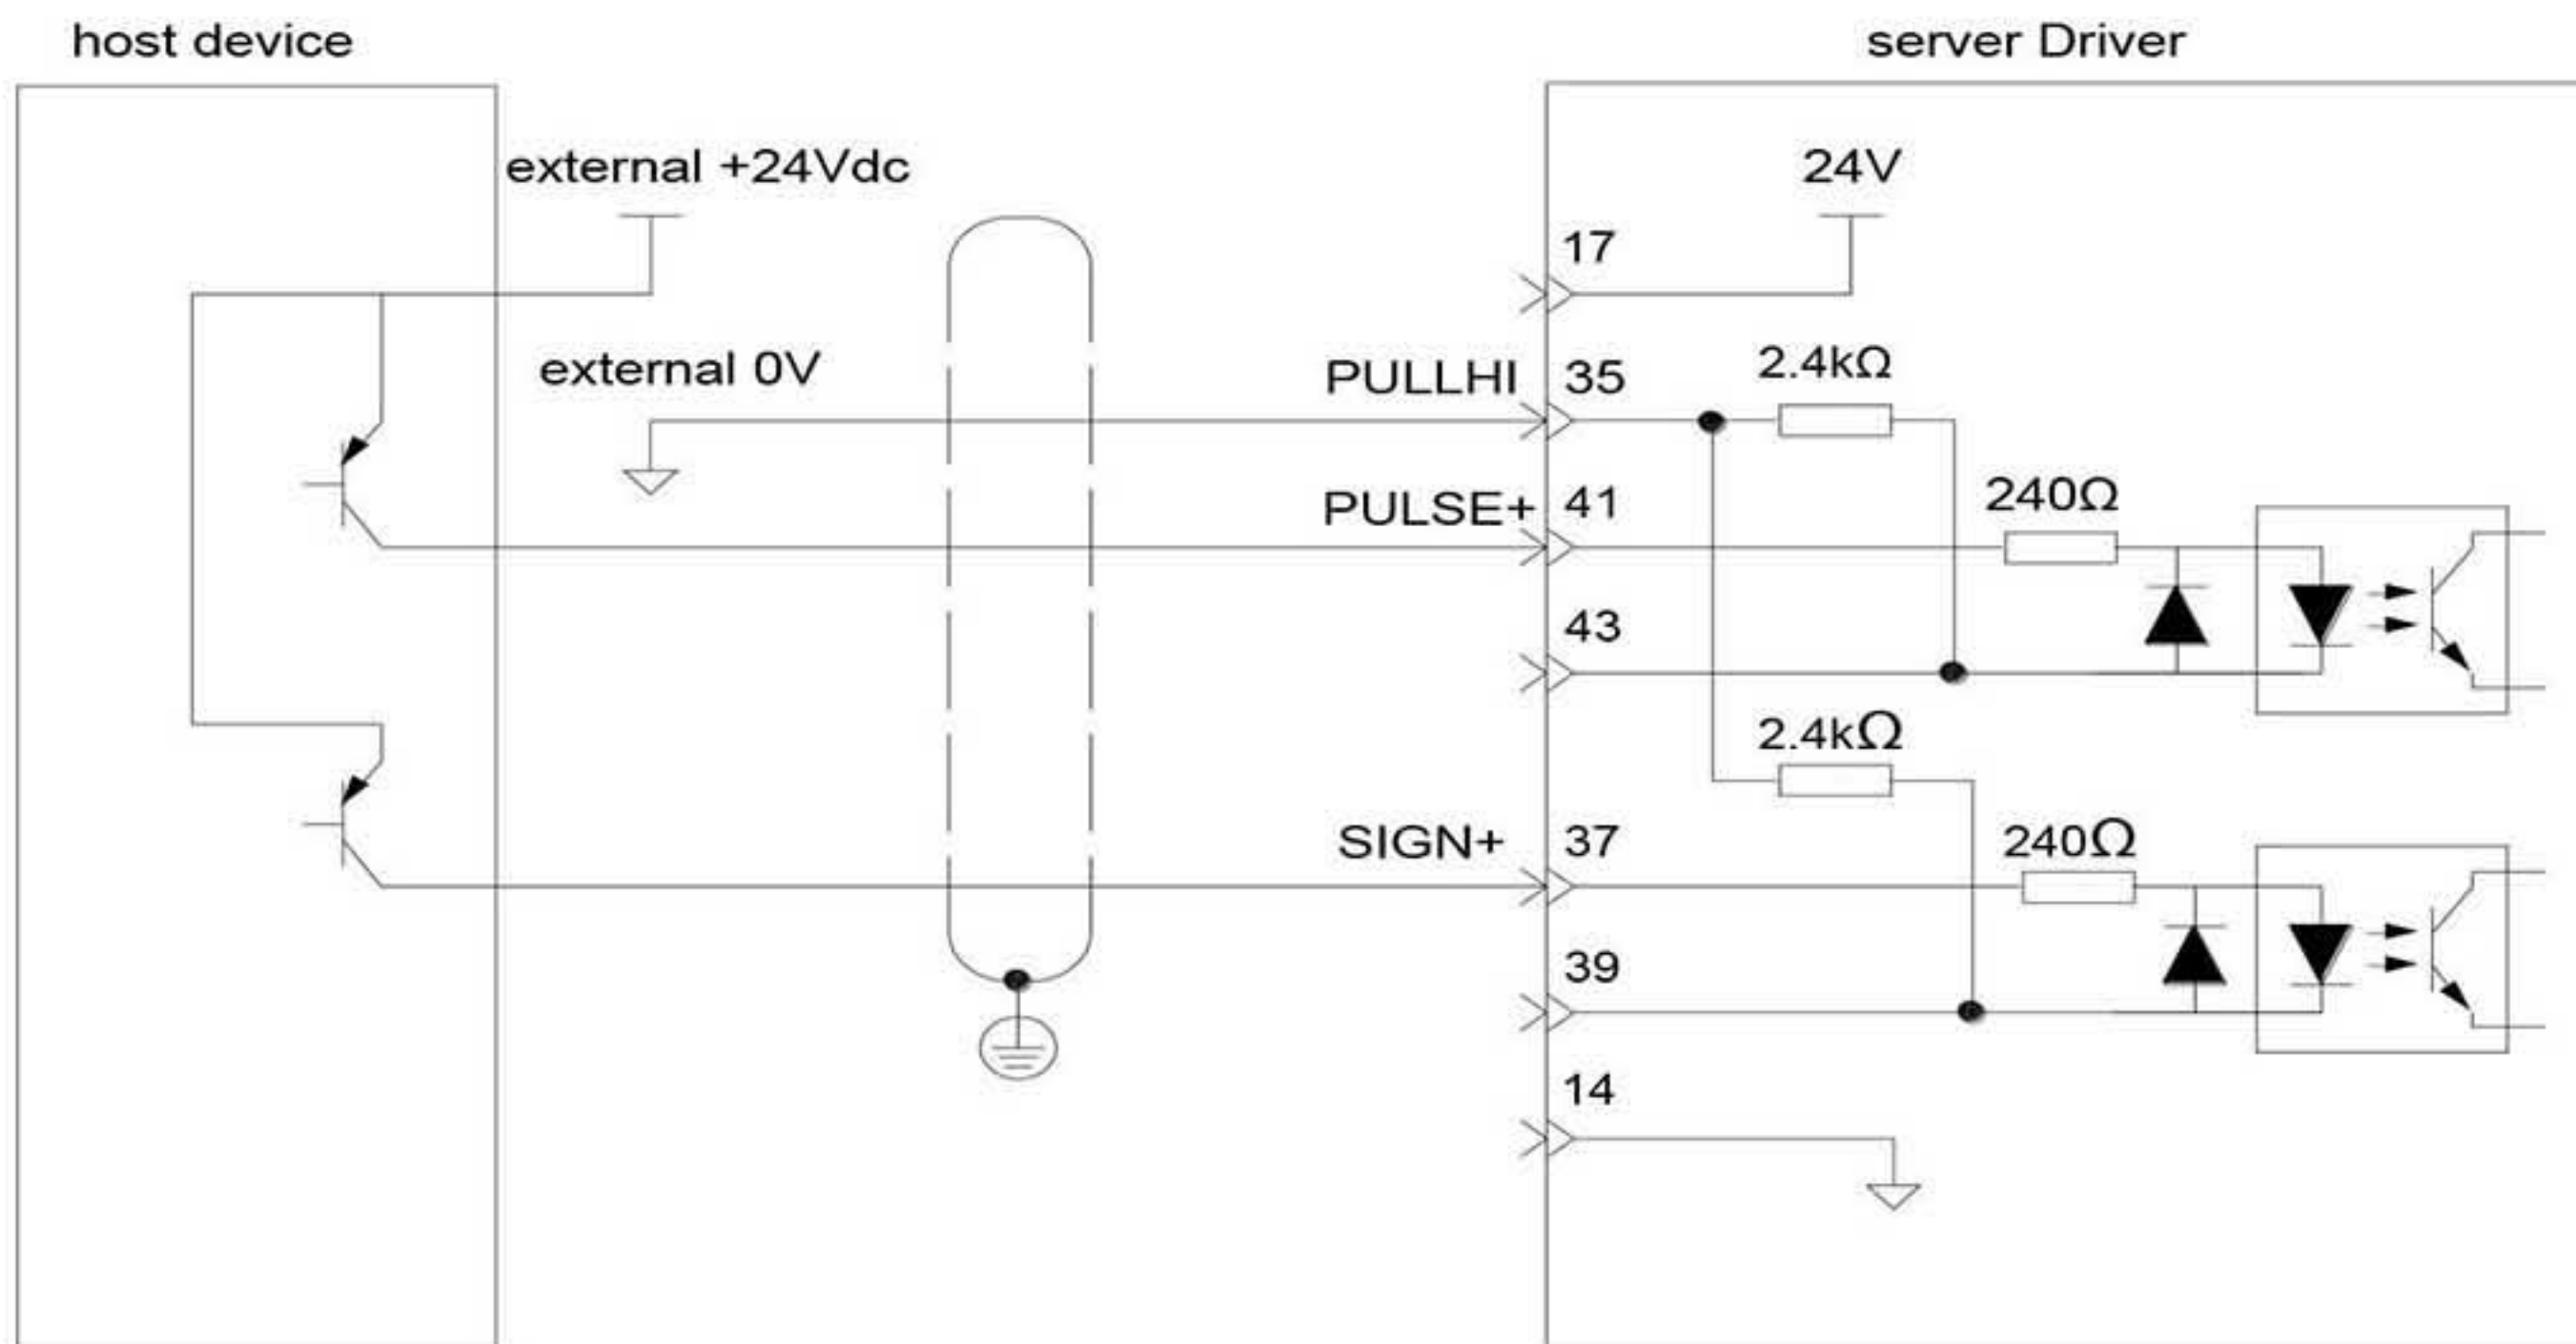 host device
server Driver
external +24Vdc
24V
17
external 0V
PULLHI
35
2.4kΩ
PULSE+
41
240Ω
43
2.4kΩ
SIGN+
37
240Ω
39
14